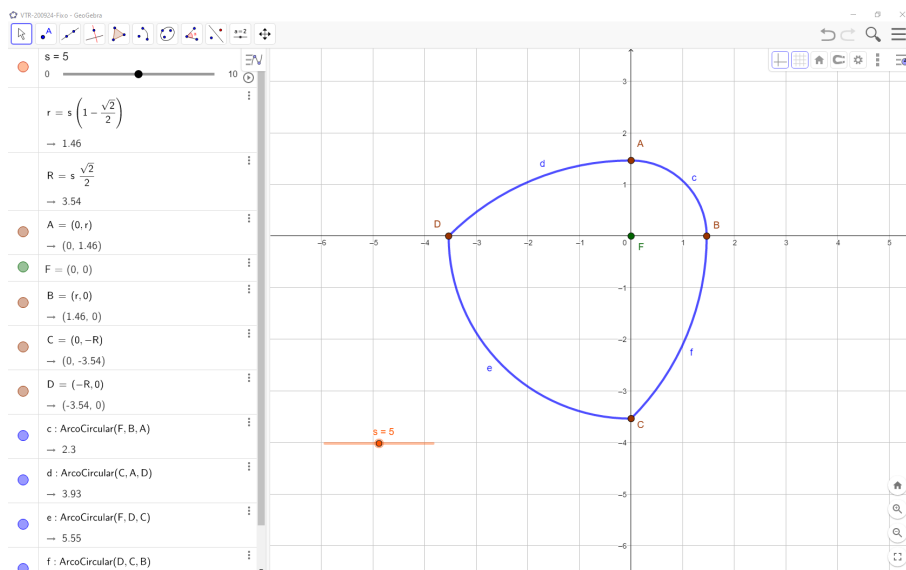 VTR-200924-Fixo - GeoGebra
A
a=2
s = 5
0
10
r = s (1 − √2/2)
→ 1.46
R = s √2/2
→ 3.54
A = (0, r)
→ (0, 1.46)
F = (0, 0)
B = (r, 0)
→ (1.46, 0)
C = (0, −R)
→ (0, -3.54)
D = (−R, 0)
→ (-3.54, 0)
c : ArcoCircular(F, B, A)
→ 2.3
d : ArcoCircular(C, A, D)
→ 3.93
e : ArcoCircular(F, D, C)
→ 5.55
f : ArcoCircular(D, C, B)
3
2
A
d
c
1
D
B
−6 −5 −4 −3 −2 −1 0 1 2 3 4 5
F
−1
−2
f
e
−3
C
s = 5
−4
−5
−6